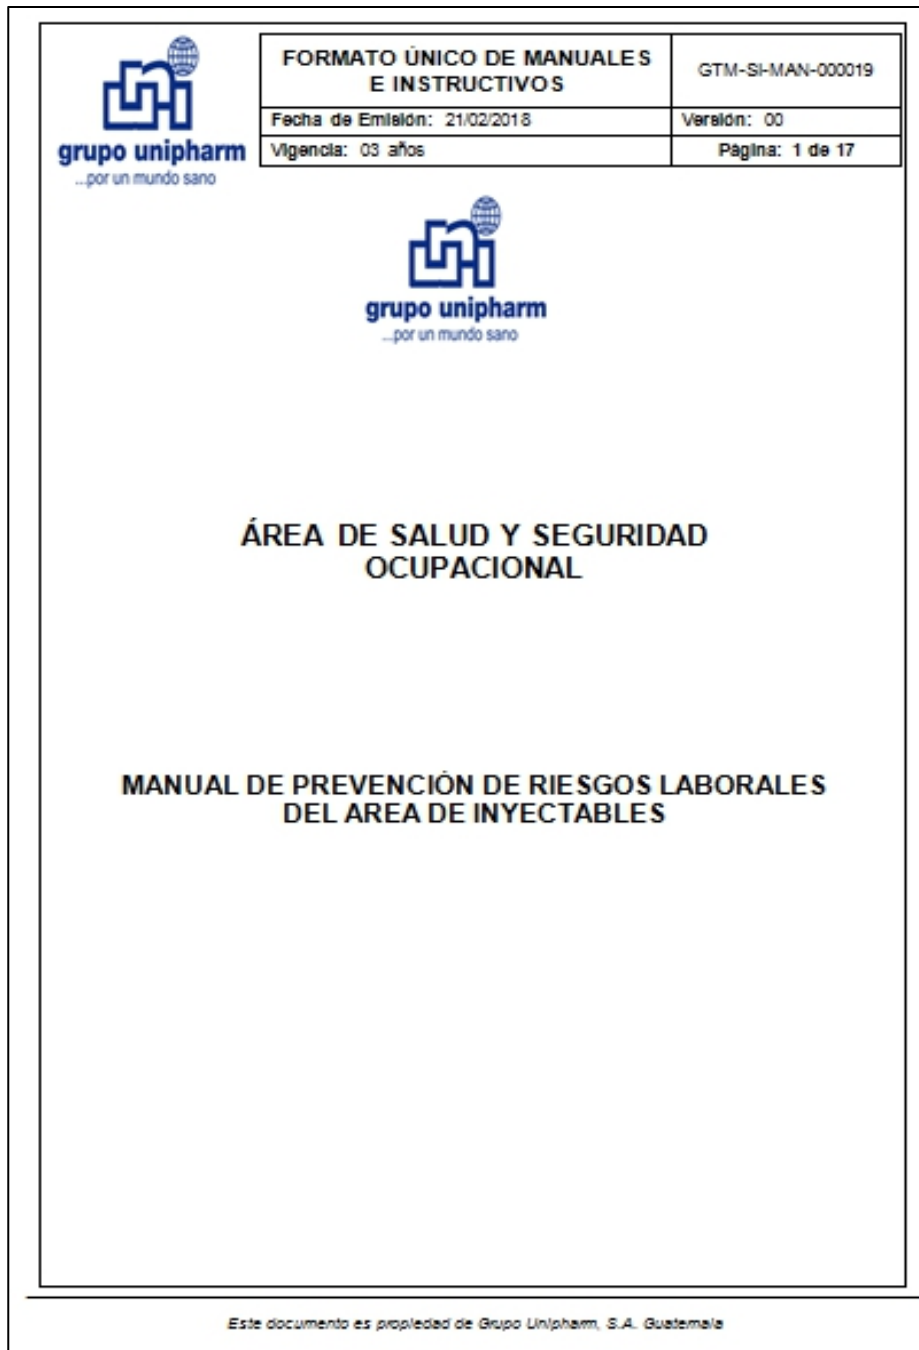 FORMATO ÚNICO DE MANUALES
E INSTRUCTIVOS
GTM-SI-MAN-000019
Fecha de Emisión: 21/02/2018
Versión: 00
Vigencia: 03 años
Página: 1 de 17
grupo unipharm
...por un mundo sano
grupo unipharm
...por un mundo sano
ÁREA DE SALUD Y SEGURIDAD
OCUPACIONAL
MANUAL DE PREVENCIÓN DE RIESGOS LABORALES
DEL AREA DE INYECTABLES
Este documento es propiedad de Grupo Unipharm, S.A. Guatemala